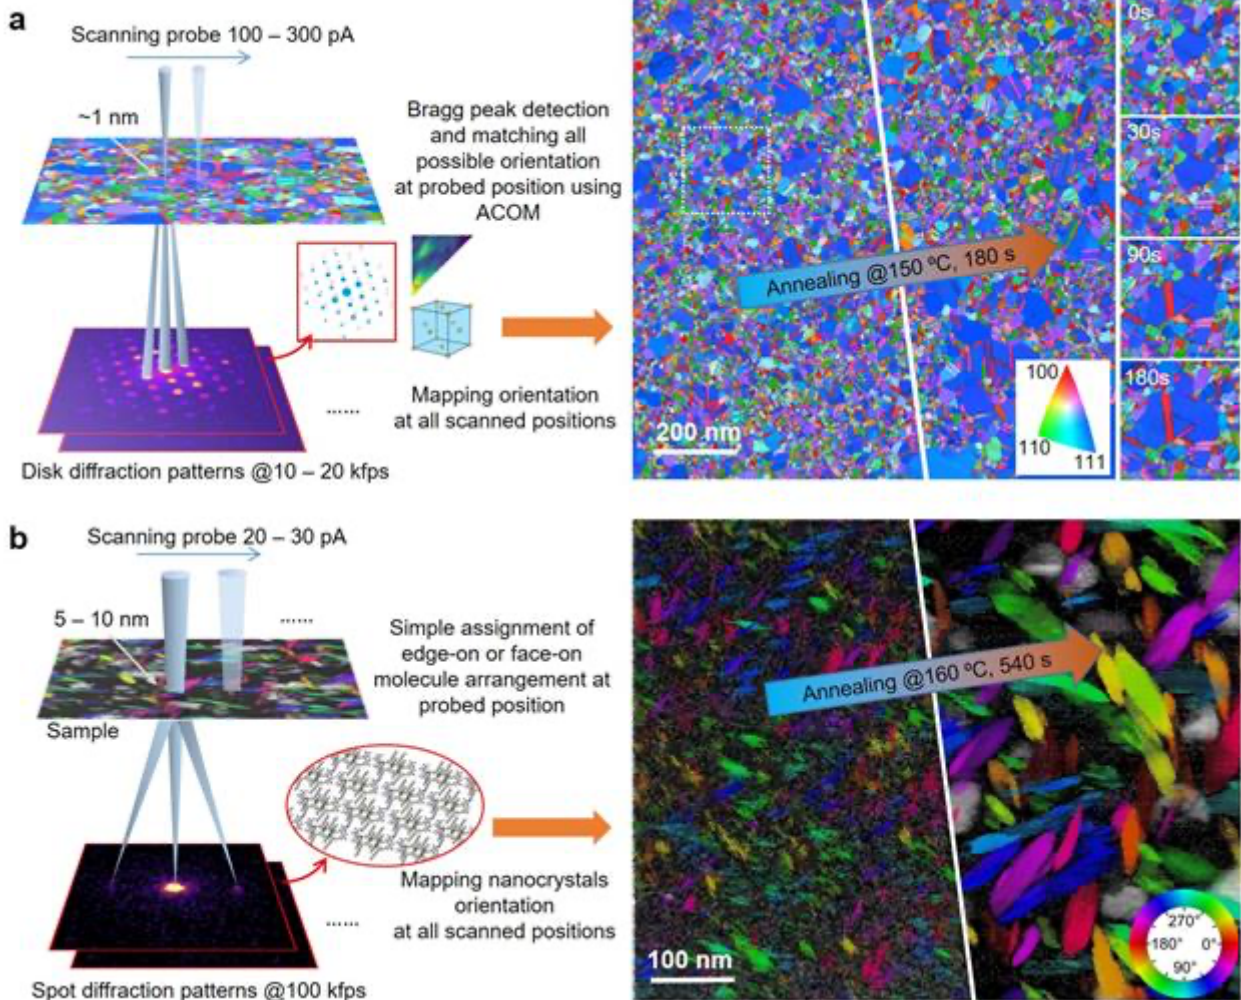 a
Scanning probe 100 – 300 pA
~1 nm
Bragg peak detection
and matching all
possible orientation
at probed position using
ACOM
Mapping orientation
at all scanned positions
......
Disk diffraction patterns @10 – 20 kfps
Annealing @150 ºC, 180 s
200 nm
100
110
111
0s
30s
90s
180s
b
Scanning probe 20 – 30 pA
5 – 10 nm
......
Sample
Simple assignment of
edge-on or face-on
molecule arrangement at
probed position
Mapping nanocrystals
orientation
at all scanned positions
......
Spot diffraction patterns @100 kfps
Annealing @160 ºC, 540 s
100 nm
270°
180°
0°
90°